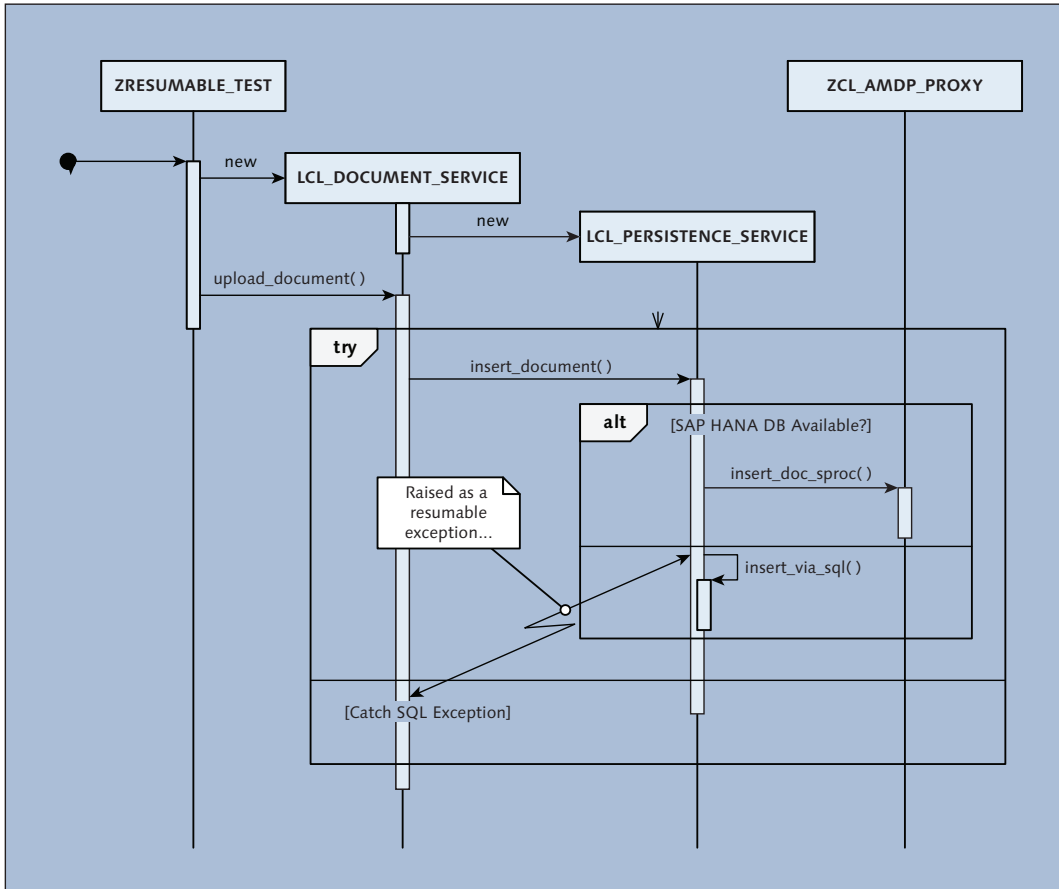 ZRESUMABLE_TEST
ZCL_AMDP_PROXY
new
LCL_DOCUMENT_SERVICE
new
LCL_PERSISTENCE_SERVICE
upload_document( )
try
insert_document( )
alt
[SAP HANA DB Available?]
insert_doc_sproc( )
Raised as a
resumable
exception...
insert_via_sql( )
[Catch SQL Exception]